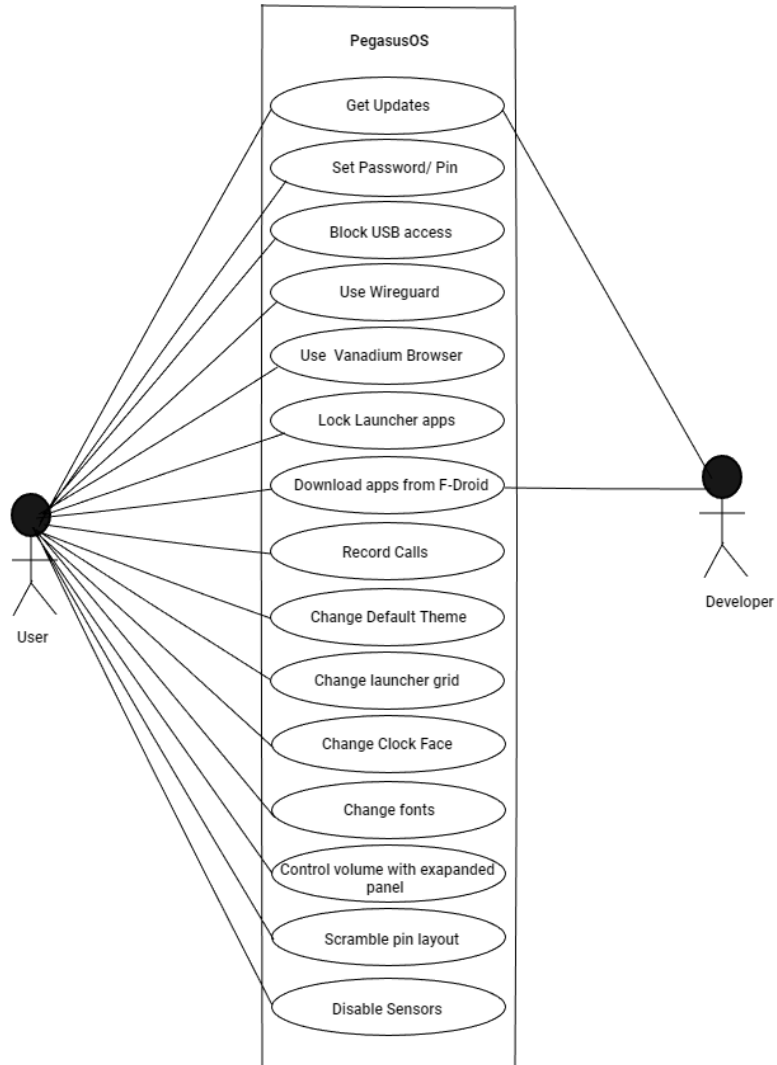 PegasusOS
Get Updates
Set Password/ Pin
Block USB access
Use Wireguard
Use Vanadium Browser
Lock Launcher apps
Download apps from F-Droid
Record Calls
Change Default Theme
Change launcher grid
Change Clock Face
Change fonts
Control volume with exapanded
panel
Scramble pin layout
Disable Sensors
User
Developer